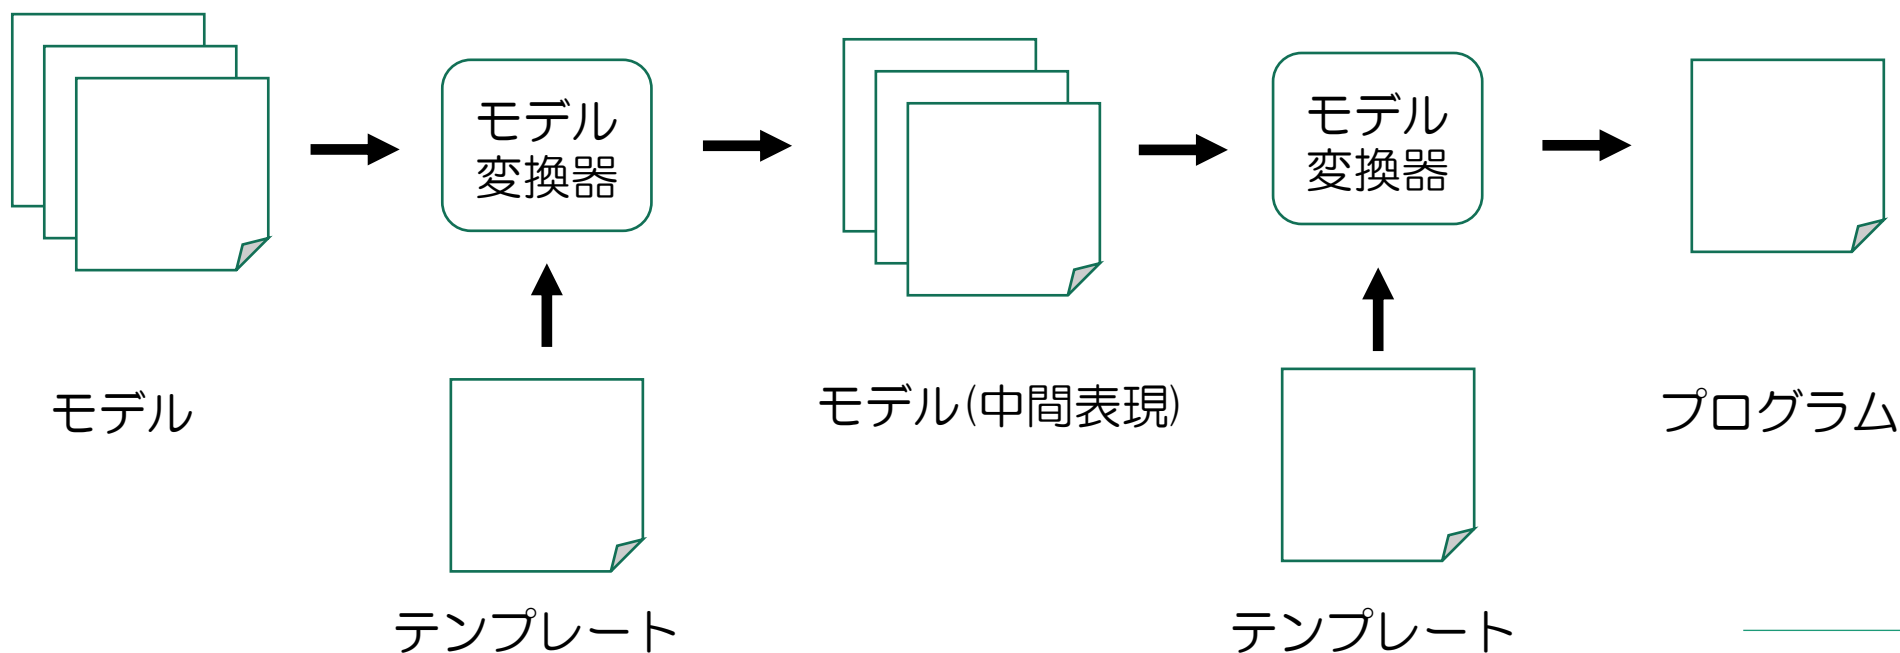 モデル
変換器
モデル
変換器
モデル
モデル(中間表現)
プログラム
テンプレート
テンプレート